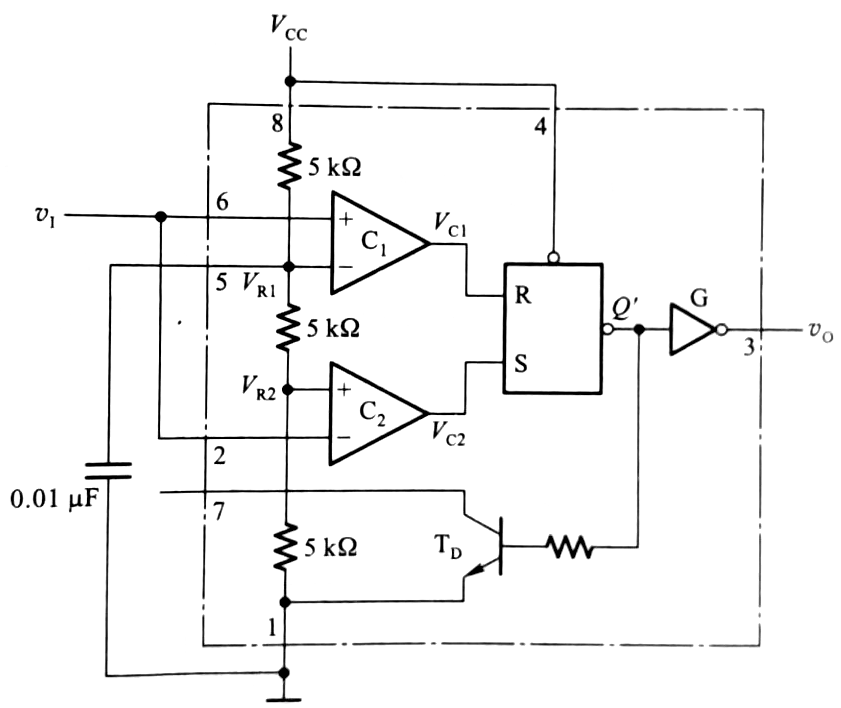 V_CC
8
4
5 kΩ
6
v_I
+
C_1
V_C1
−
5
V_R1
R
Q'
G
5 kΩ
3
v_O
S
V_R2
+
C_2
V_C2
−
2
0.01 μF
7
5 kΩ
T_D
1